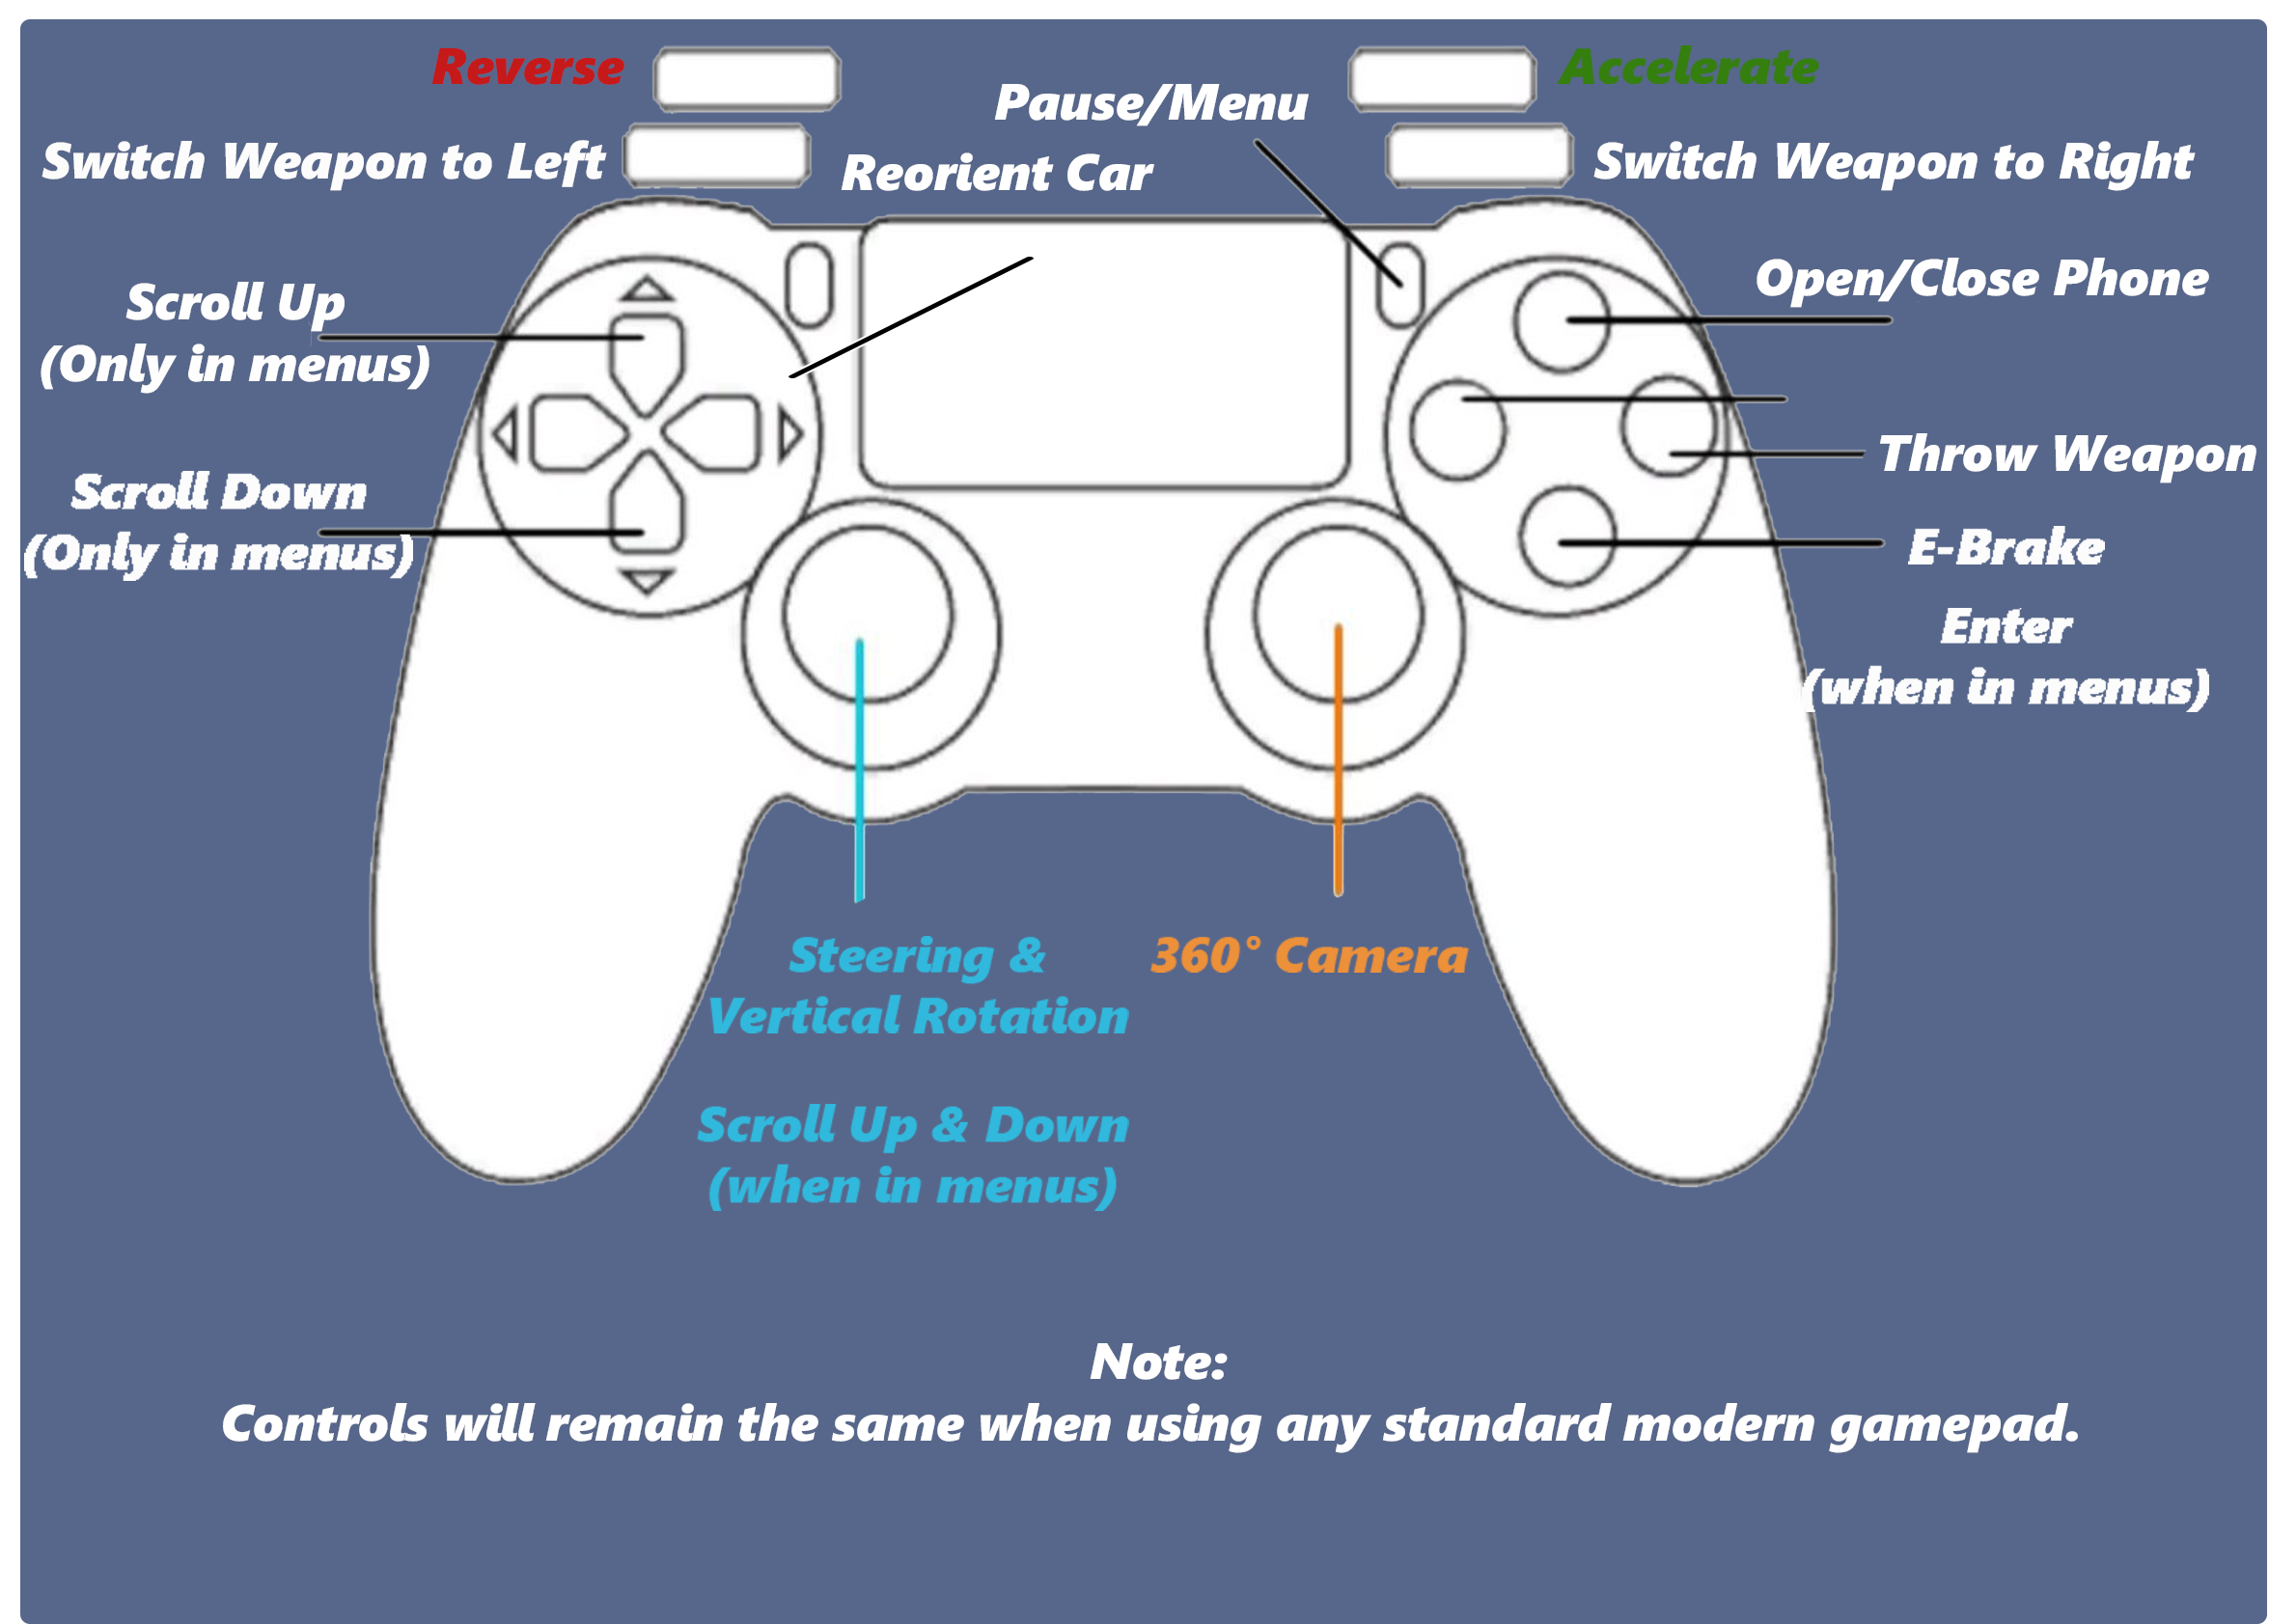 Reverse
Accelerate
Pause/Menu
Switch Weapon to Left
Reorient Car
Switch Weapon to Right
Scroll Up
(Only in menus)
Open/Close Phone
Scroll Down
(Only in menus)
Throw Weapon
E-Brake
Enter
(when in menus)
Steering &
Vertical Rotation
360° Camera
Scroll Up & Down
(when in menus)
Note:
Controls will remain the same when using any standard modern gamepad.